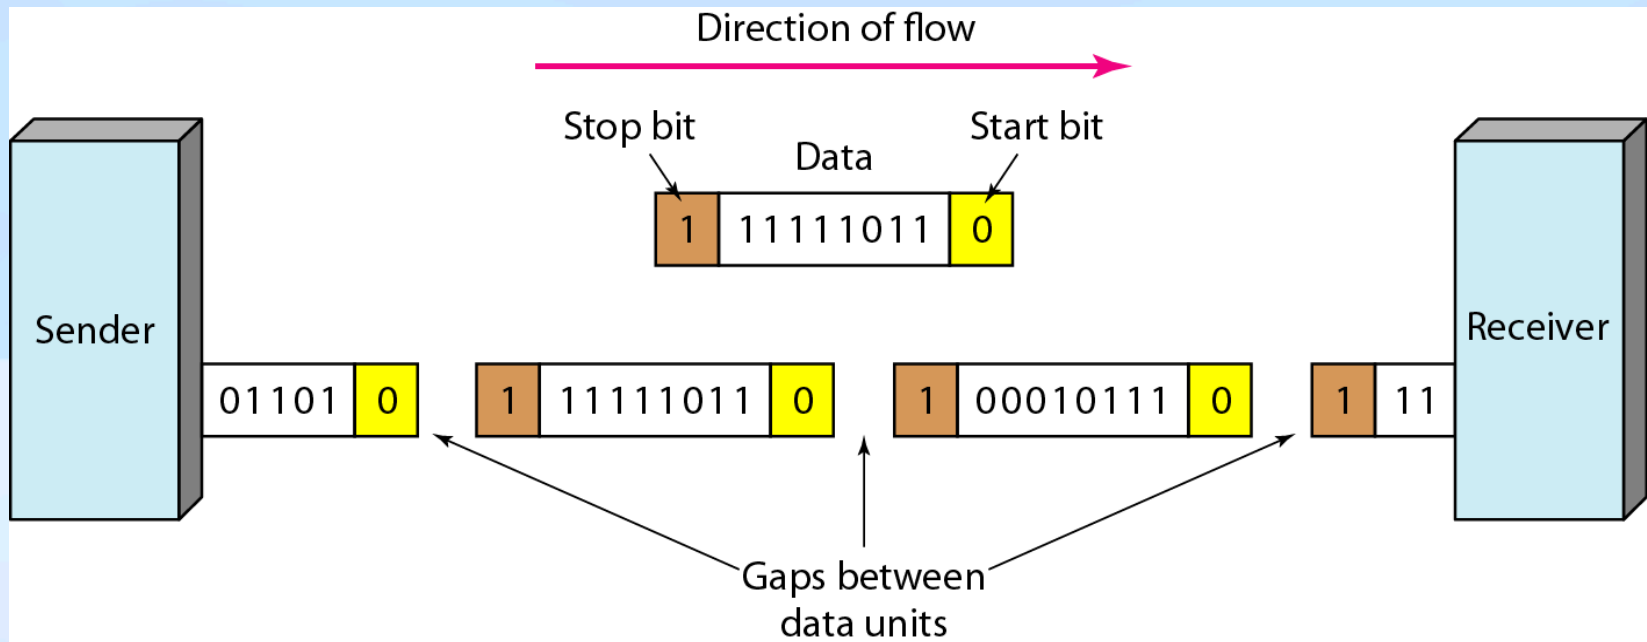 Direction of flow
Stop bit
Start bit
Data
1 11111011 0
Sender
Receiver
01101 0 1 11111011 0 1 00010111 0 1 11
Gaps between
data units